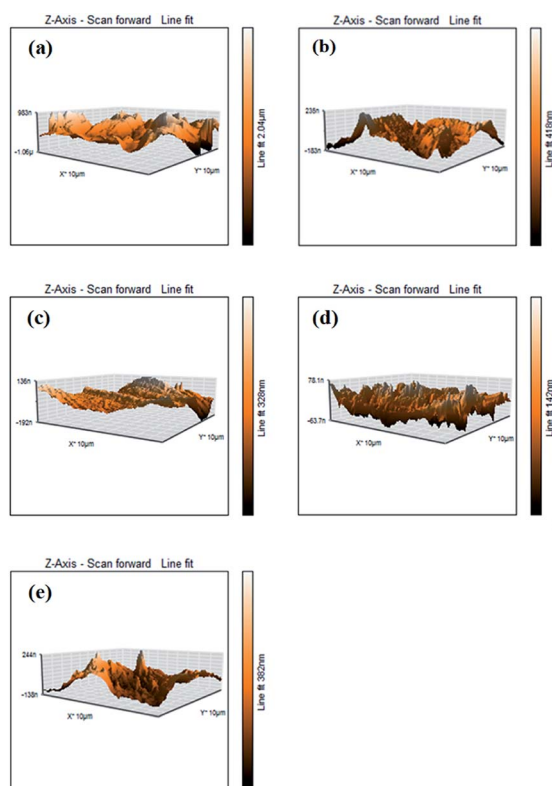 Z-Axis - Scan forward Line fit
(a)
963n
-1.06µ
X* 10µm
Y* 10µm
Line fit 2.04µm
Z-Axis - Scan forward Line fit
(b)
235n
-183n
X* 10µm
Y* 10µm
Line fit 418nm
Z-Axis - Scan forward Line fit
(c)
136n
-192n
X* 10µm
Y* 10µm
Line fit 328nm
Z-Axis - Scan forward Line fit
(d)
78.1n
-63.7n
X* 10µm
Y* 10µm
Line fit 142nm
Z-Axis - Scan forward Line fit
(e)
244n
-138n
X* 10µm
Y* 10µm
Line fit 382nm